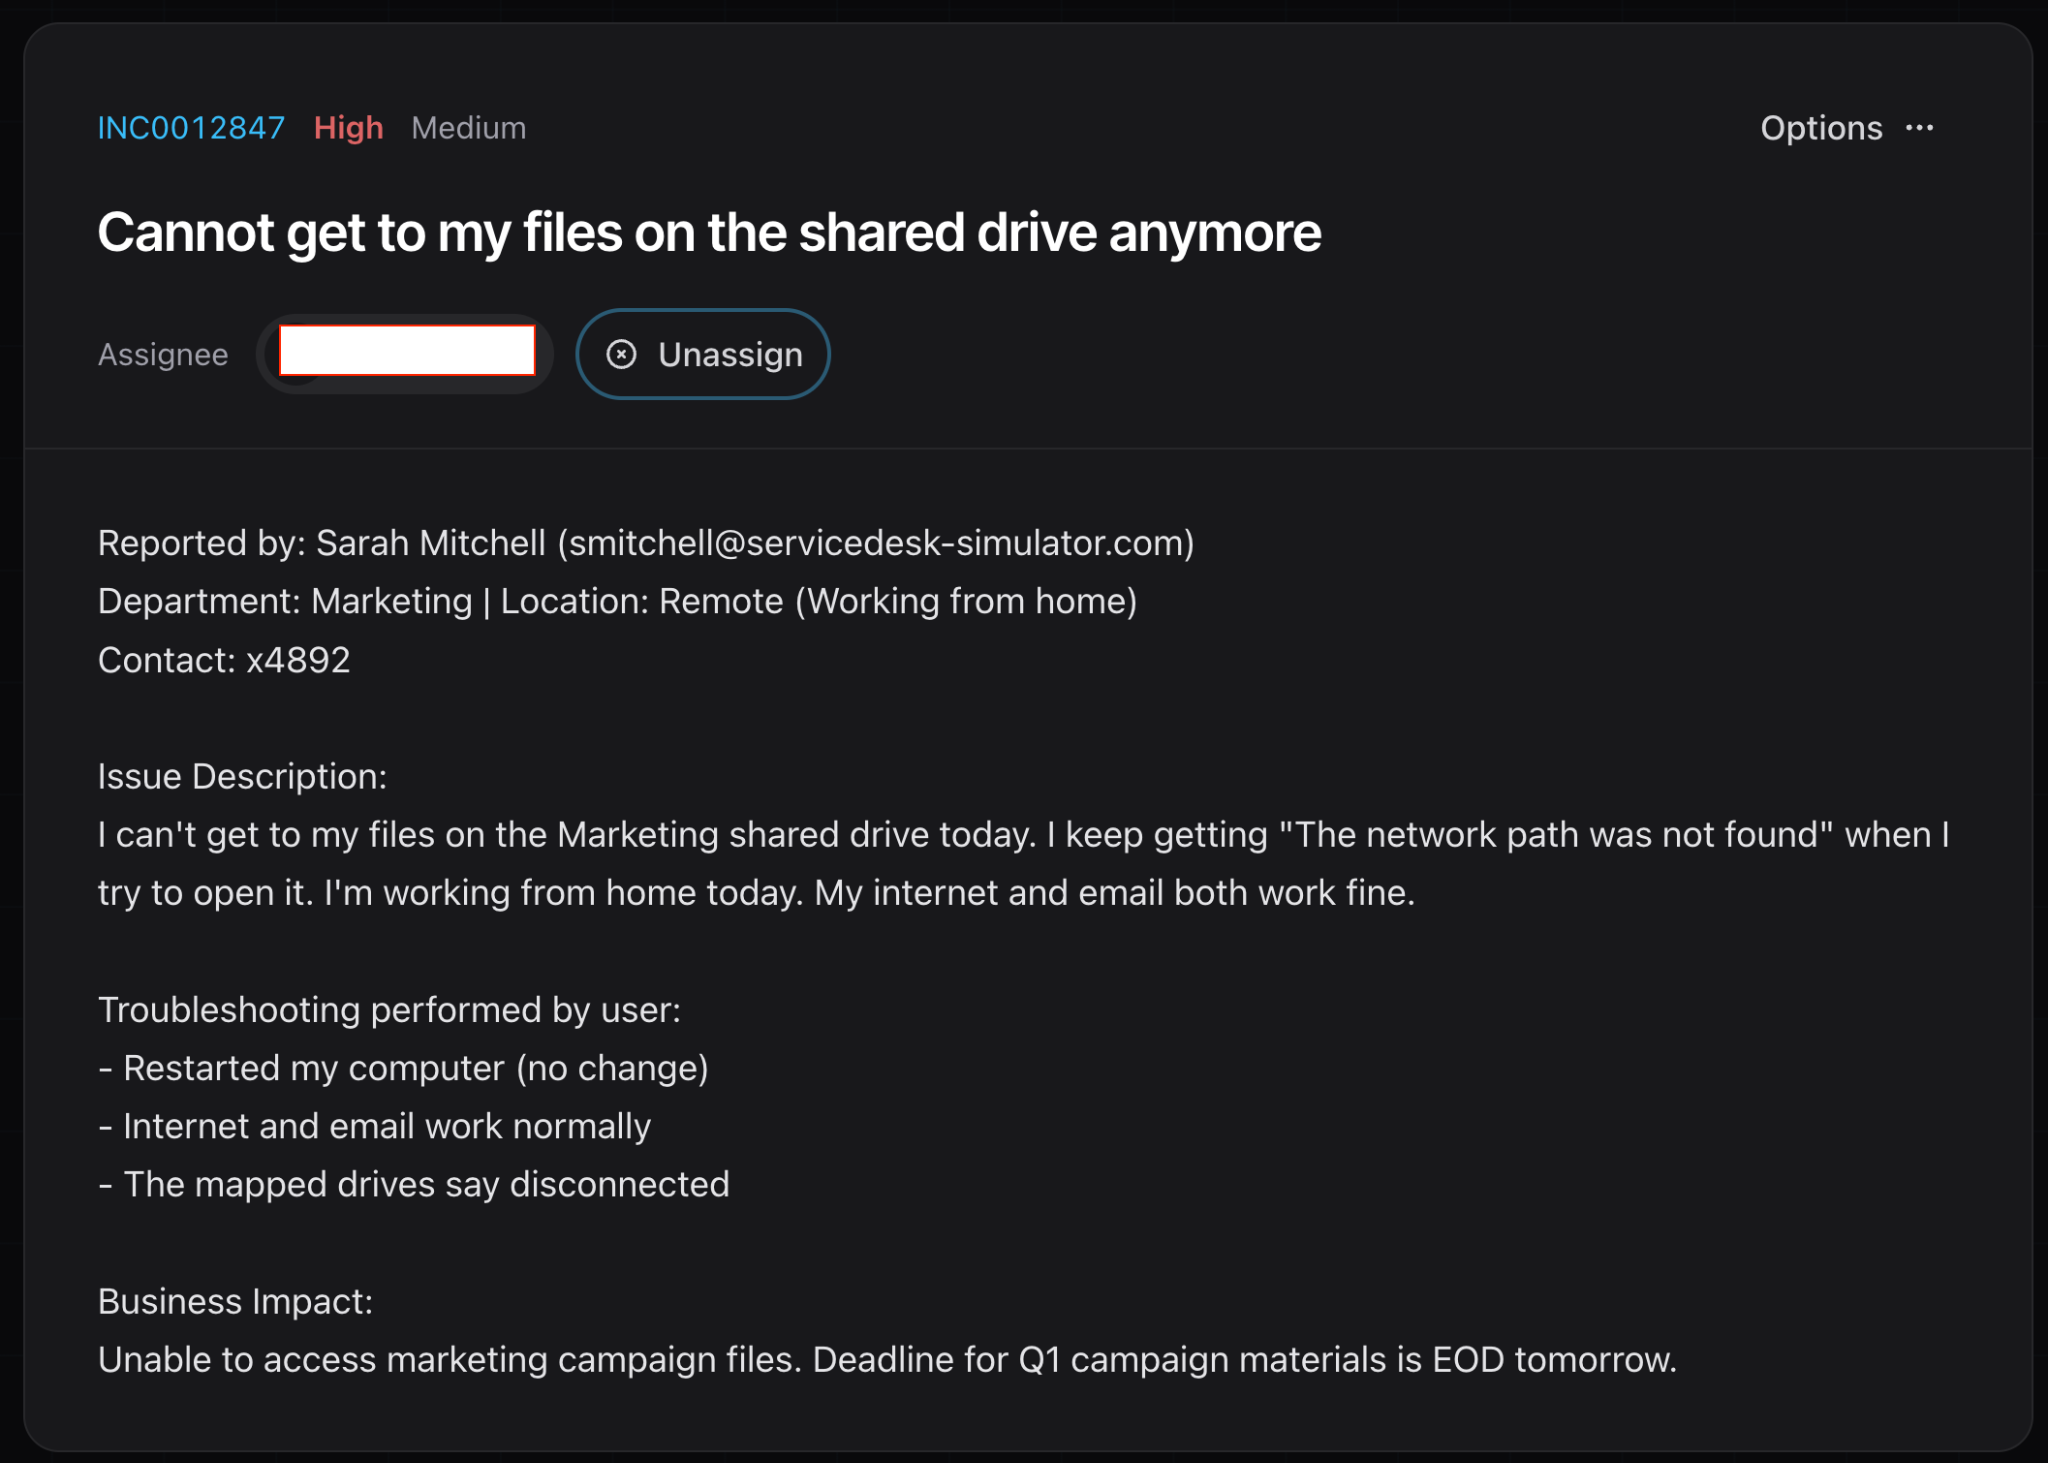 INC0012847 High Medium Options ···
Cannot get to my files on the shared drive anymore
Assignee Unassign
Reported by: Sarah Mitchell (smitchell@servicedesk-simulator.com)
Department: Marketing | Location: Remote (Working from home)
Contact: x4892
Issue Description:
I can't get to my files on the Marketing shared drive today. I keep getting "The network path was not found" when I
try to open it. I'm working from home today. My internet and email both work fine.
Troubleshooting performed by user:
- Restarted my computer (no change)
- Internet and email work normally
- The mapped drives say disconnected
Business Impact:
Unable to access marketing campaign files. Deadline for Q1 campaign materials is EOD tomorrow.